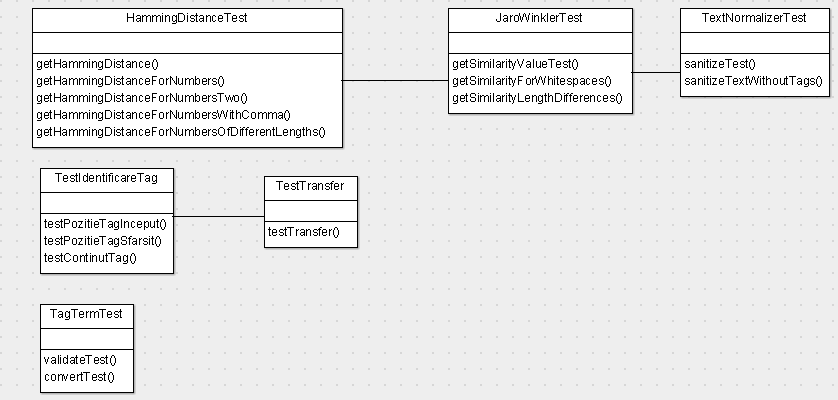 HammingDistanceTest
getHammingDistance()
getHammingDistanceForNumbers()
getHammingDistanceForNumbersTwo()
getHammingDistanceForNumbersWithComma()
getHammingDistanceForNumbersOfDifferentLengths()
JaroWinklerTest
getSimilarityValueTest()
getSimilarityForWhitespaces()
getSimilarityLengthDifferences()
TextNormalizerTest
sanitizeTest()
sanitizeTextWithoutTags()
TestIdentificareTag
testPozitieTagInceput()
testPozitieTagSfarsit()
testContinutTag()
TestTransfer
testTransfer()
TagTermTest
validateTest()
convertTest()